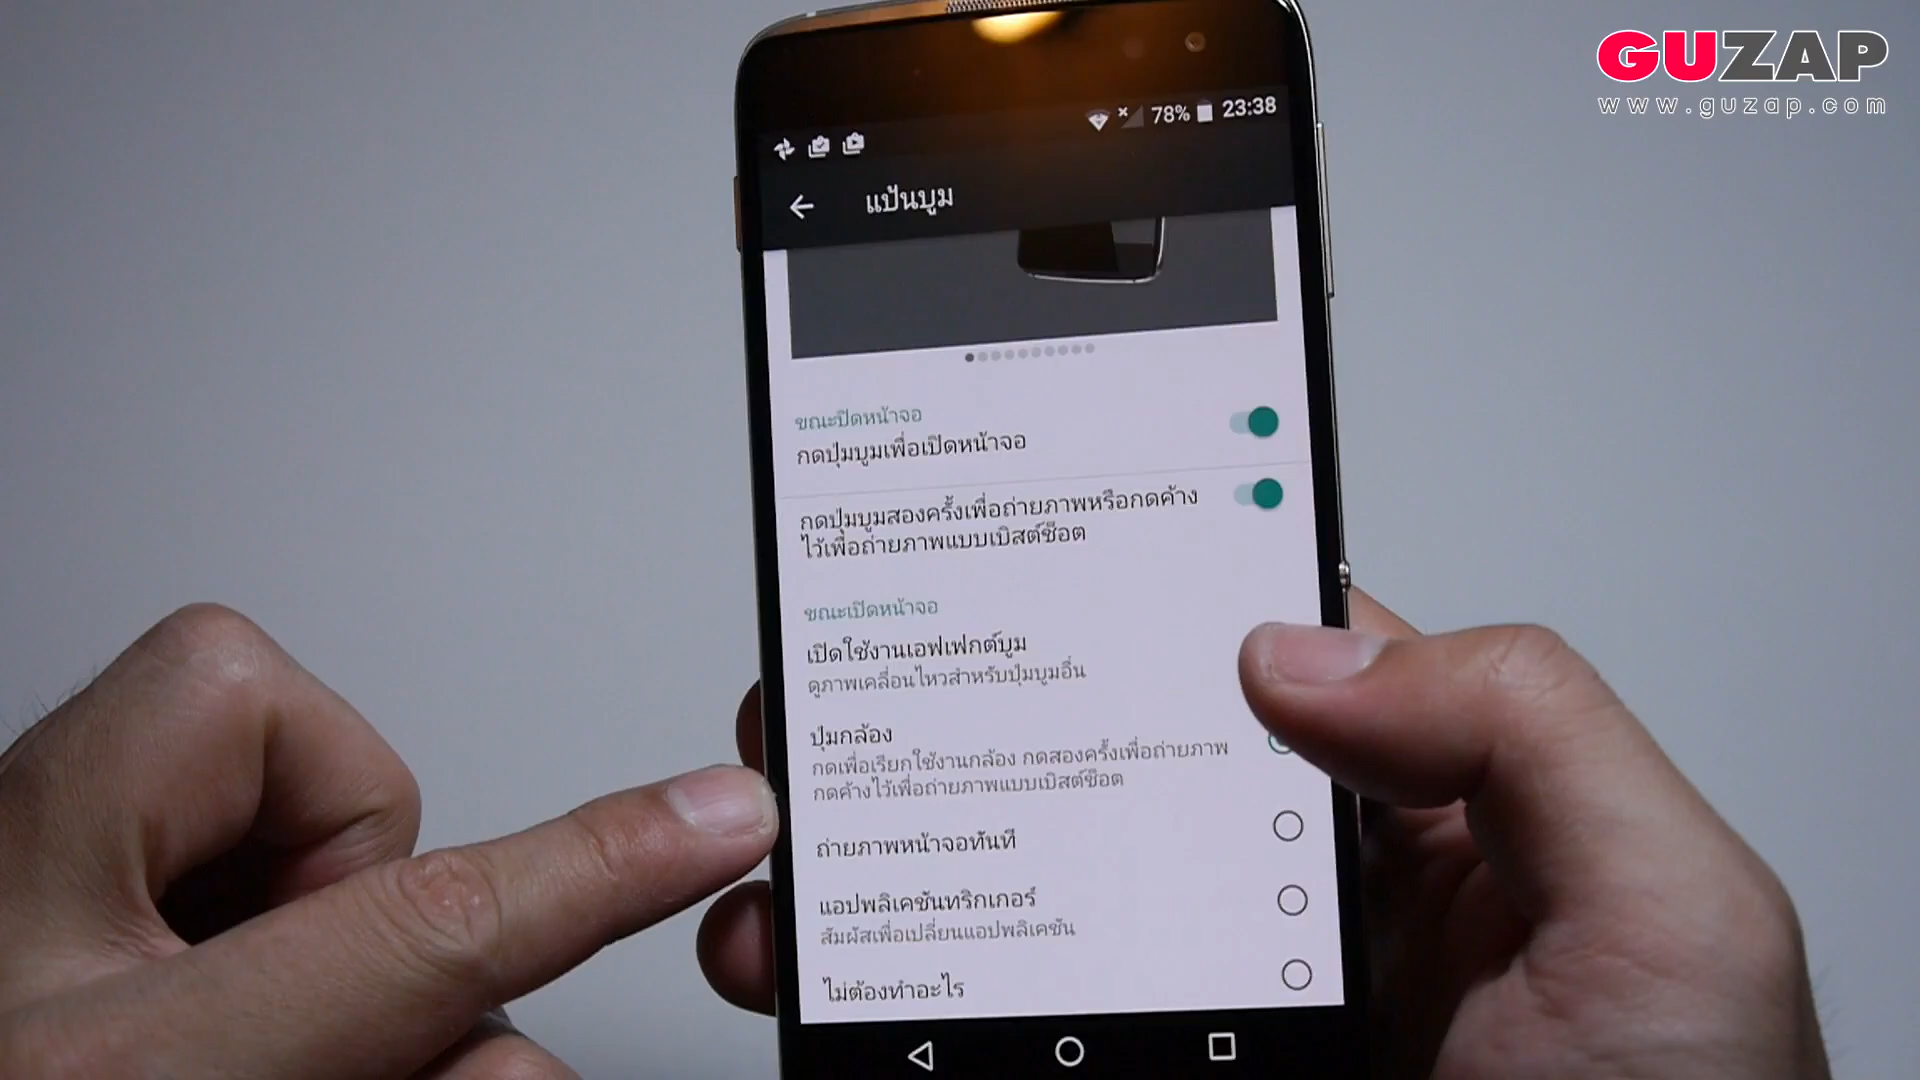 GUZAP
www.guzap.com
78% 23:38
แป้นบูม
ขณะปิดหน้าจอ
กดปุ่มบูมเพื่อเปิดหน้าจอ
กดปุ่มบูมสองครั้งเพื่อถ่ายภาพหรือกดค้าง
ไว้เพื่อถ่ายภาพแบบเบิสต์ช็อต
ขณะเปิดหน้าจอ
เปิดใช้งานเอฟเฟกต์บูม
ดูภาพเคลื่อนไหวสำหรับปุ่มบูมอื่น
ปุ่มกล้อง
กดเพื่อเรียกใช้งานกล้อง กดสองครั้งเพื่อถ่ายภาพ
กดค้างไว้เพื่อถ่ายภาพแบบเบิสต์ช็อต
ถ่ายภาพหน้าจอทันที
แอปพลิเคชันทริกเกอร์
สัมผัสเพื่อเปลี่ยนแอปพลิเคชัน
ไม่ต้องทำอะไร